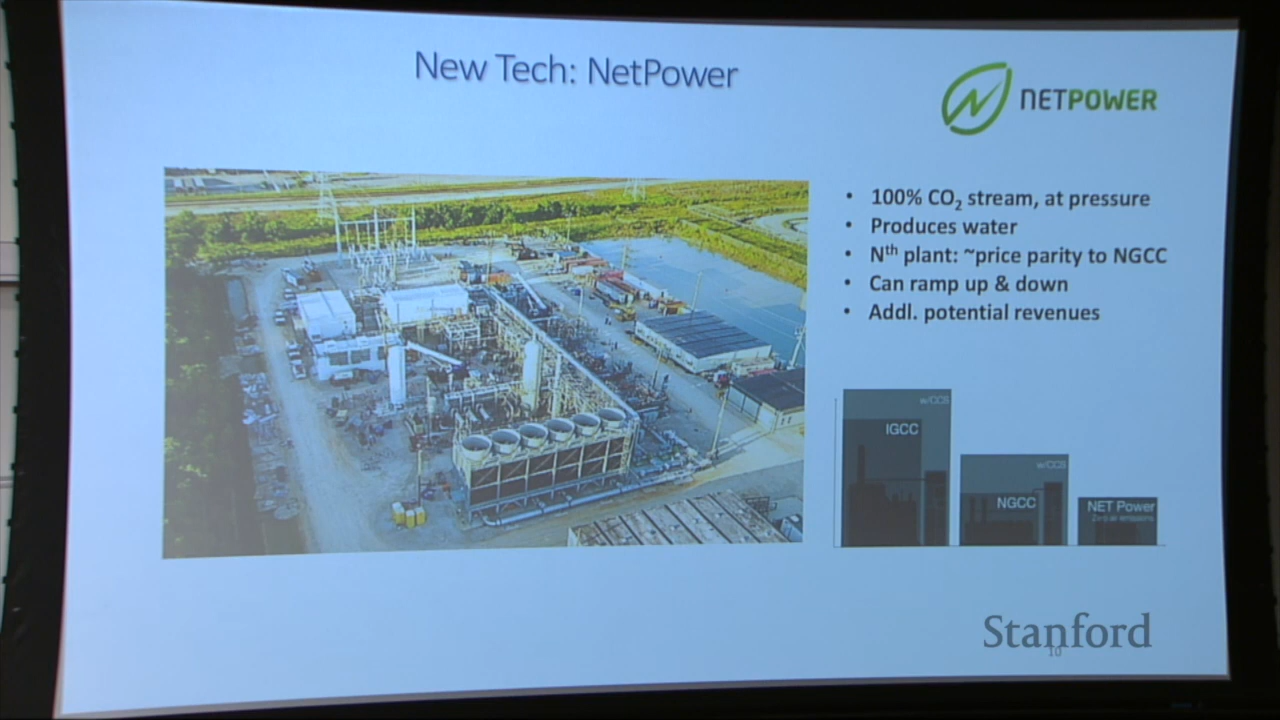 New Tech: NetPower
NETPOWER
• 100% CO₂ stream, at pressure
• Produces water
• Nᵗʰ plant: ~price parity to NGCC
• Can ramp up & down
• Addl. potential revenues
w/CCS
IGCC
w/CCS
NGCC
NET Power
Zero air emissions
Stanford
10